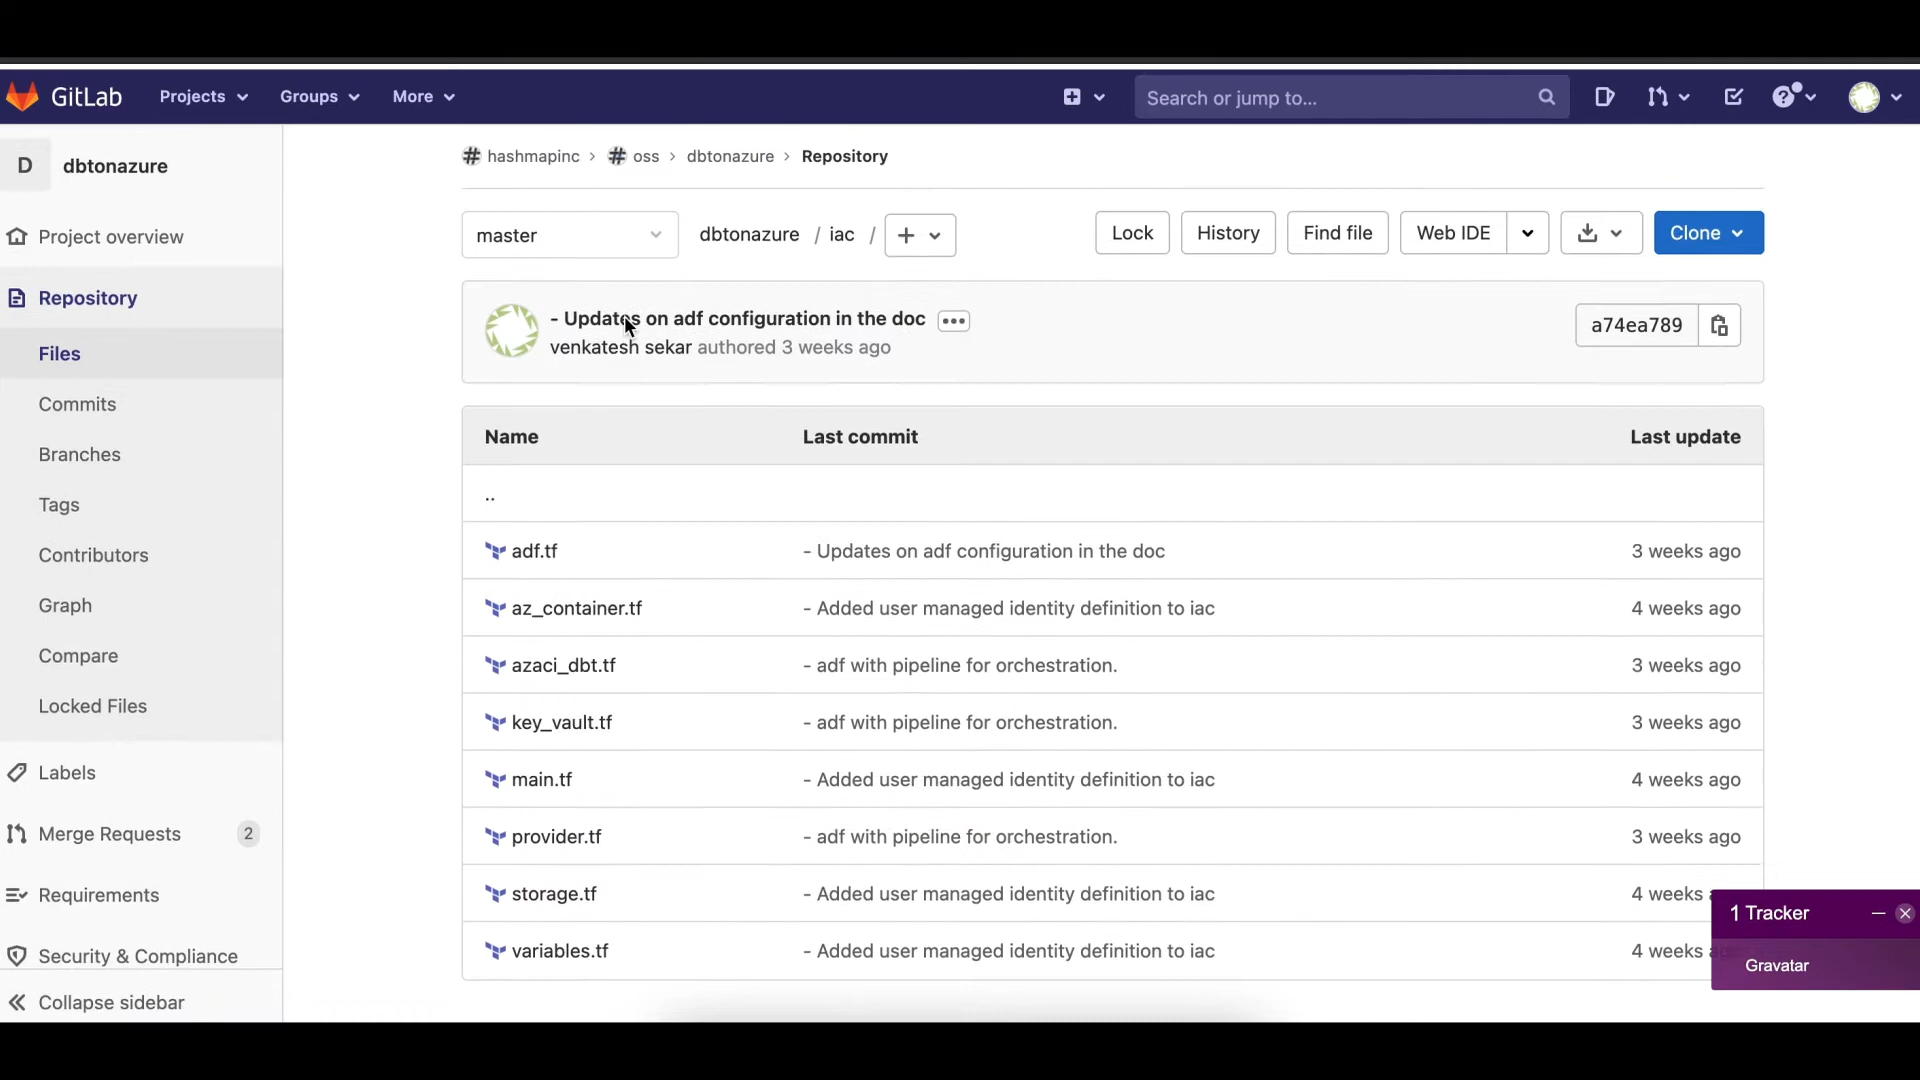 GitLab Projects Groups More Search or jump to...
D dbtonazure
hashmapinc > oss > dbtonazure > Repository
Project overview
Repository
Files
Commits
Branches
Tags
Contributors
Graph
Compare
Locked Files
Labels
Merge Requests 2
Requirements
Security & Compliance
Collapse sidebar
master dbtonazure / iac / + Lock History Find file Web IDE Clone
- Updates on adf configuration in the doc
venkatesh sekar authored 3 weeks ago
a74ea789
Name Last commit Last update
..
adf.tf - Updates on adf configuration in the doc 3 weeks ago
az_container.tf - Added user managed identity definition to iac 4 weeks ago
azaci_dbt.tf - adf with pipeline for orchestration. 3 weeks ago
key_vault.tf - adf with pipeline for orchestration. 3 weeks ago
main.tf - Added user managed identity definition to iac 4 weeks ago
provider.tf - adf with pipeline for orchestration. 3 weeks ago
storage.tf - Added user managed identity definition to iac 4 weeks
variables.tf - Added user managed identity definition to iac 4 weeks
1 Tracker
Gravatar